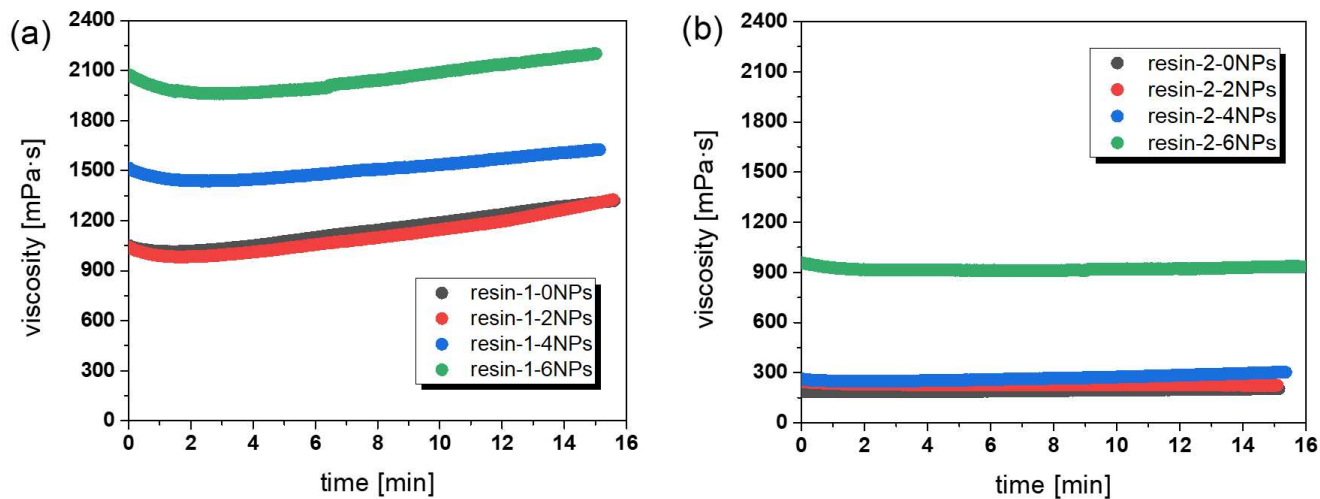 (a)
viscosity [mPa·s]
2400
2100
1800
1500
1200
900
600
300
0
resin-1-0NPs
resin-1-2NPs
resin-1-4NPs
resin-1-6NPs
0 2 4 6 8 10 12 14 16
time [min]
(b)
viscosity [mPa·s]
2400
2100
1800
1500
1200
900
600
300
0
resin-2-0NPs
resin-2-2NPs
resin-2-4NPs
resin-2-6NPs
0 2 4 6 8 10 12 14 16
time [min]